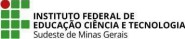 INSTITUTO FEDERAL DE
EDUCAÇÃO CIÊNCIA E TECNOLOGIA
Sudeste de Minas Gerais